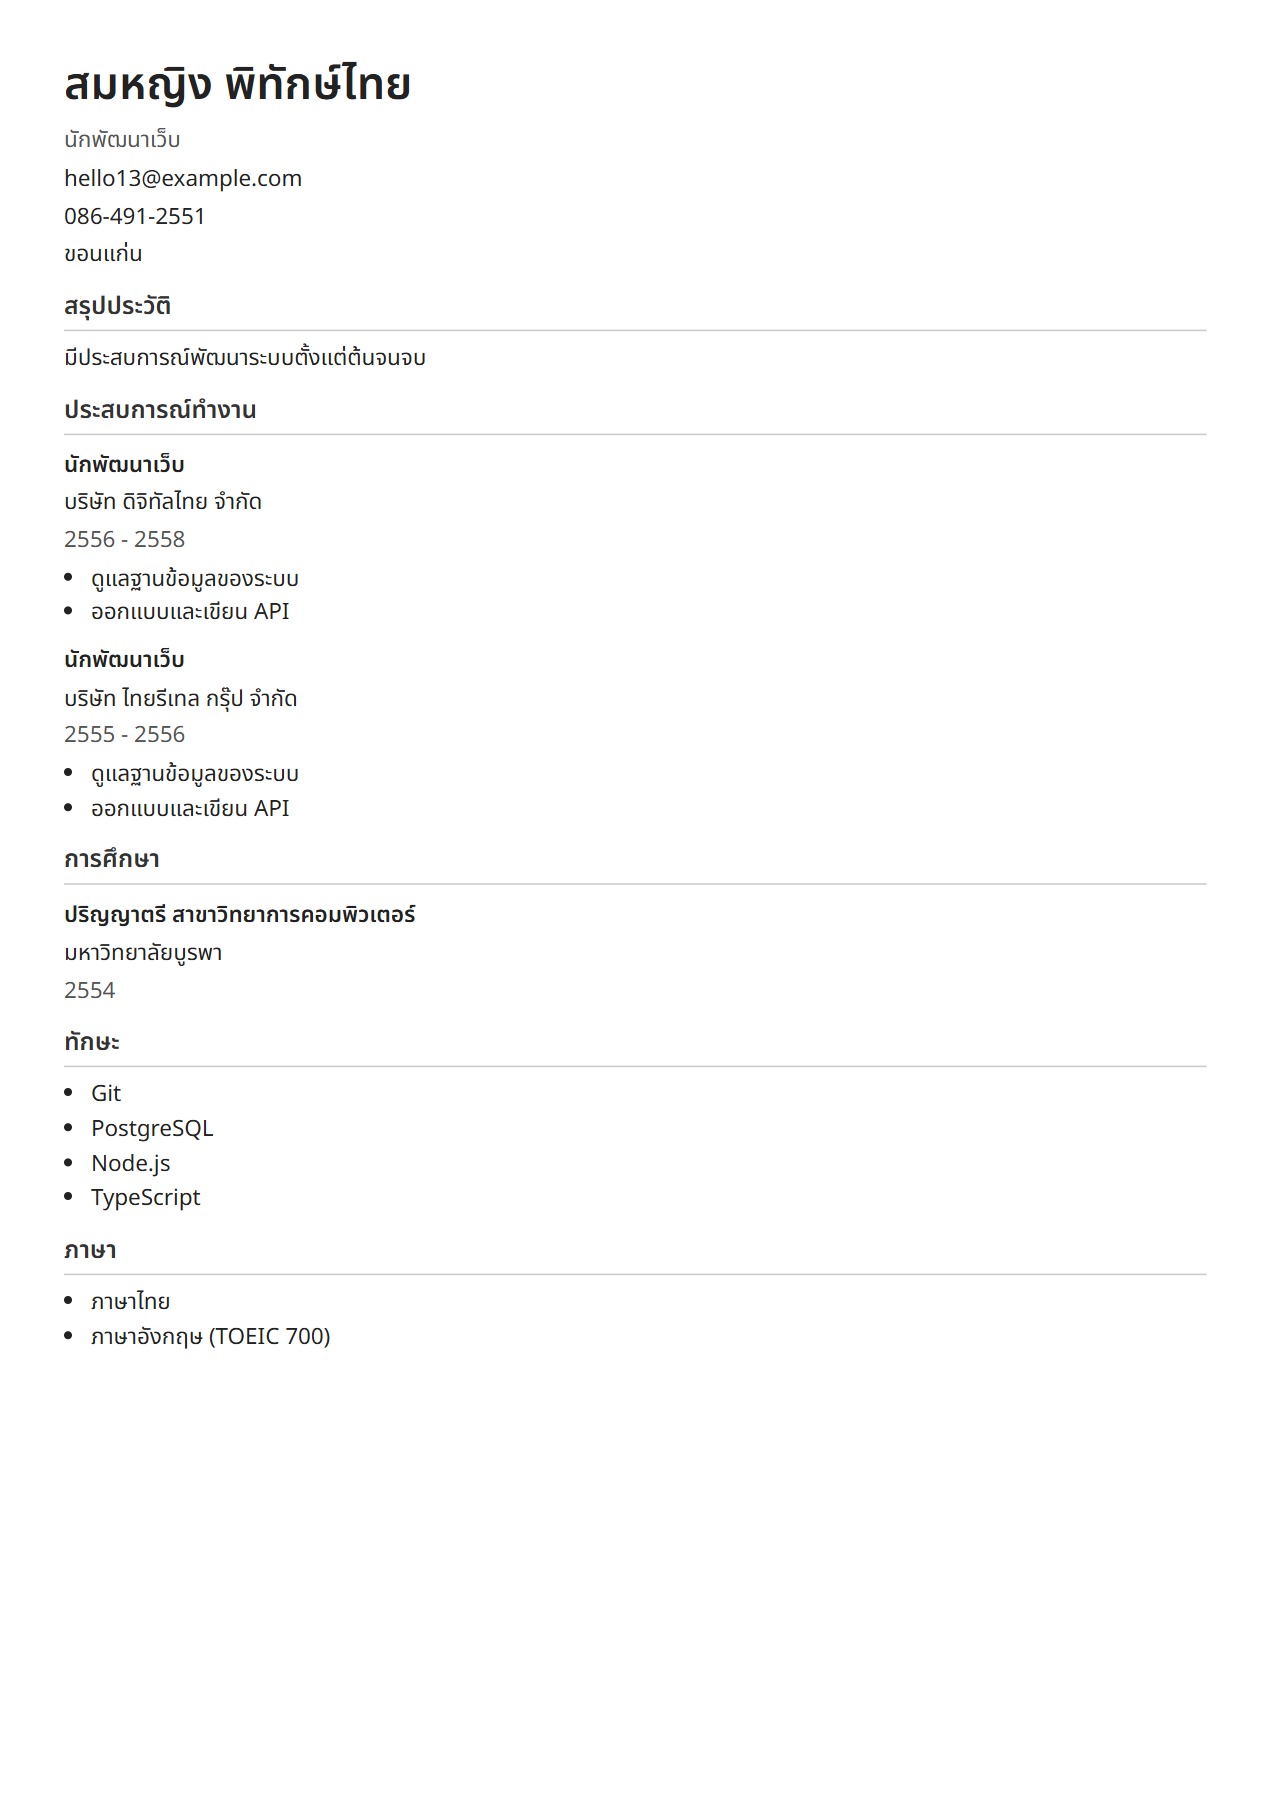 สมหญิง พิทักษ์ไทย
นักพัฒนาเว็บ
hello13@example.com
086-491-2551
ขอนแก่น
สรุปประวัติ
มีประสบการณ์พัฒนาระบบตั้งแต่ต้นจนจบ
ประสบการณ์ทำงาน
นักพัฒนาเว็บ
บริษัท ดิจิทัลไทย จำกัด
2556 - 2558
• ดูแลฐานข้อมูลของระบบ
• ออกแบบและเขียน API
นักพัฒนาเว็บ
บริษัท ไทยรีเทล กรุ๊ป จำกัด
2555 - 2556
• ดูแลฐานข้อมูลของระบบ
• ออกแบบและเขียน API
การศึกษา
ปริญญาตรี สาขาวิทยาการคอมพิวเตอร์
มหาวิทยาลัยบูรพา
2554
ทักษะ
• Git
• PostgreSQL
• Node.js
• TypeScript
ภาษา
• ภาษาไทย
• ภาษาอังกฤษ (TOEIC 700)